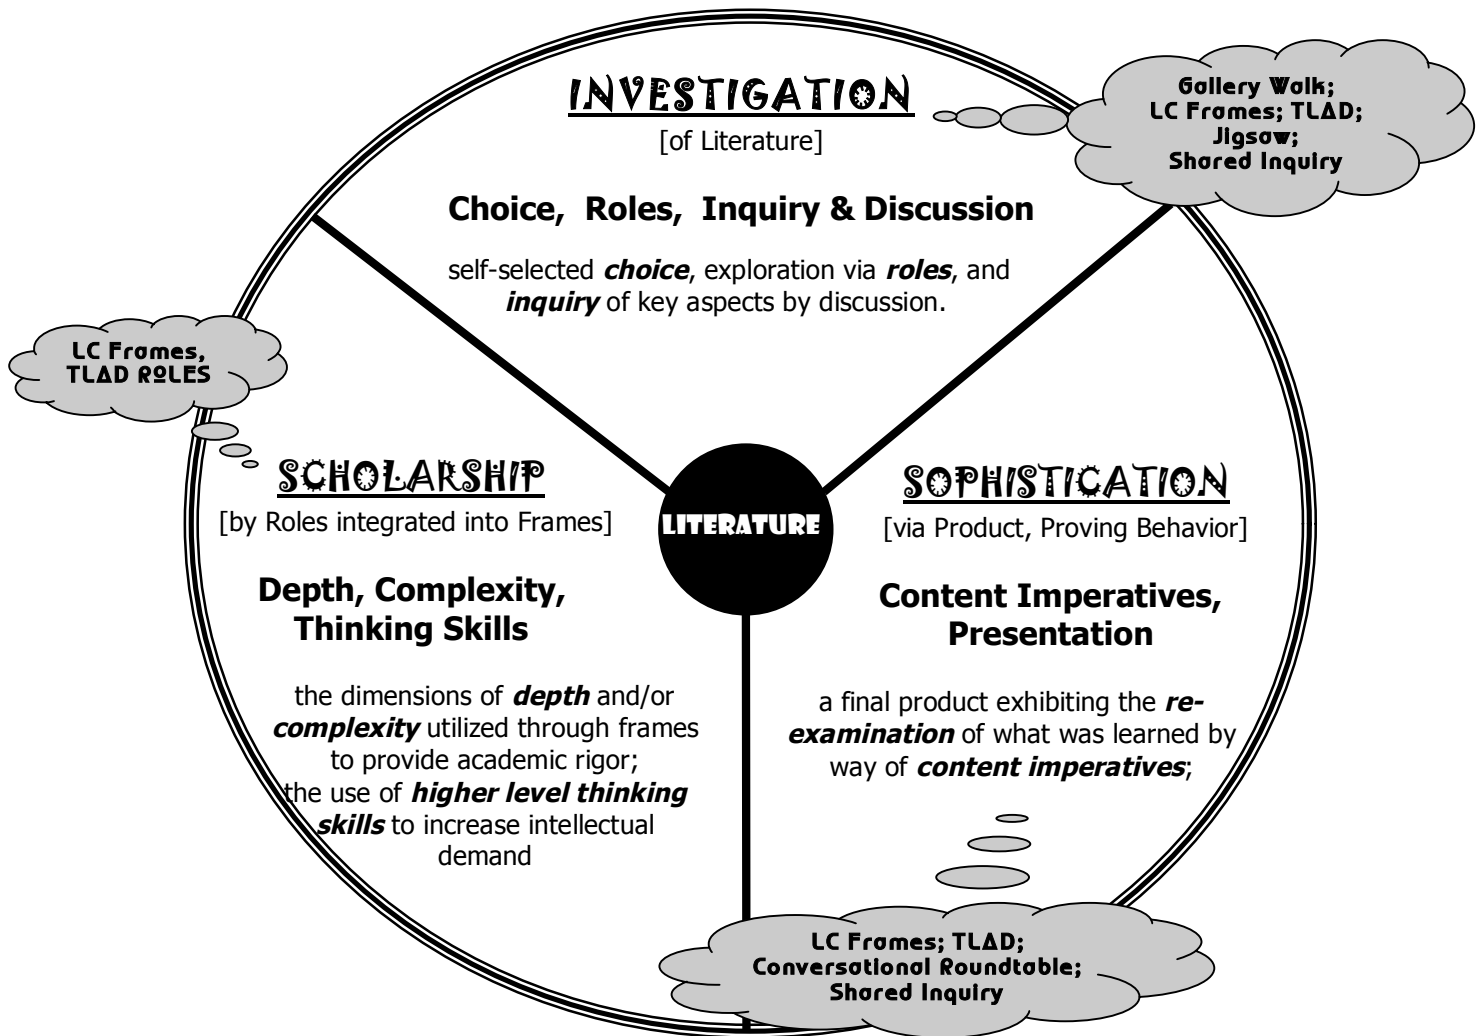 INVESTIGATION
[of Literature]
Choice, Roles, Inquiry & Discussion
self-selected choice, exploration via roles, and
inquiry of key aspects by discussion.
Gallery Walk;
LC Frames; TLAD;
Jigsaw;
Shared Inquiry
LC Frames,
TLAD ROLES
SCHOLARSHIP
[by Roles integrated into Frames]
Depth, Complexity,
Thinking Skills
the dimensions of depth and/or
complexity utilized through frames
to provide academic rigor;
the use of higher level thinking
skills to increase intellectual
demand
LITERATURE
SOPHISTICATION
[via Product, Proving Behavior]
Content Imperatives,
Presentation
a final product exhibiting the re-
examination of what was learned by
way of content imperatives;
LC Frames; TLAD;
Conversational Roundtable;
Shared Inquiry